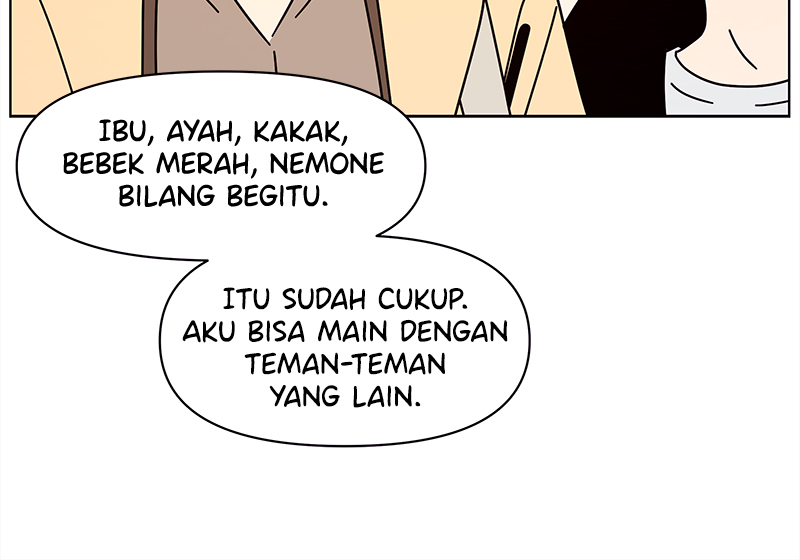 IBU, AYAH, KAKAK,
BEBEK MERAH, NEMONE
BILANG BEGITU.
ITU SUDAH CUKUP.
AKU BISA MAIN DENGAN
TEMAN-TEMAN
YANG LAIN.